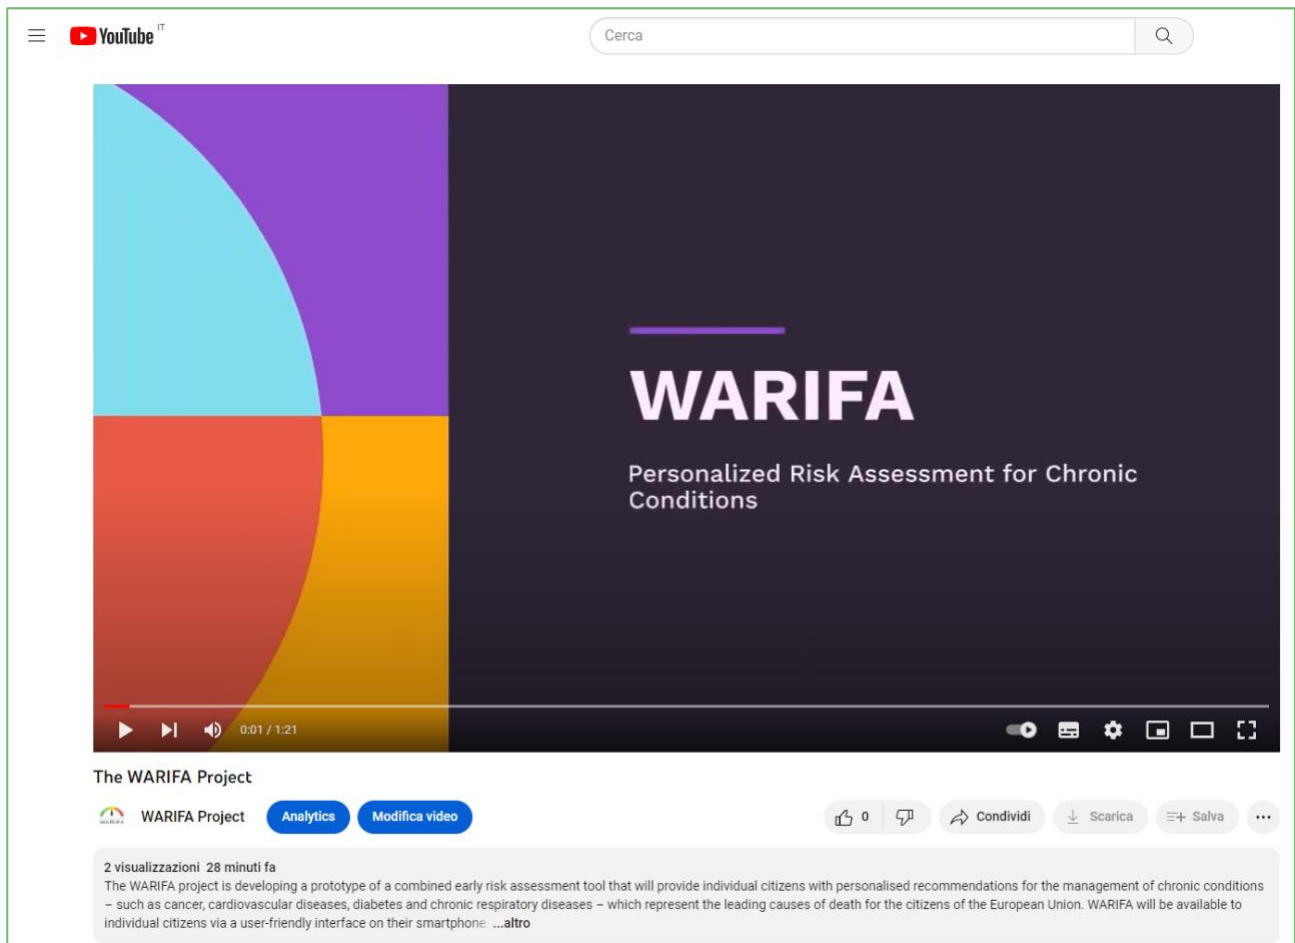 YouTube IT
Cerca
WARIFA
Personalized Risk Assessment for Chronic
Conditions
0:01 / 1:21
The WARIFA Project
WARIFA
WARIFA Project
Analytics
Modifica video
0
Condividi
Scarica
Salva
2 visualizzazioni 28 minuti fa
The WARIFA project is developing a prototype of a combined early risk assessment tool that will provide individual citizens with personalised recommendations for the management of chronic conditions
– such as cancer, cardiovascular diseases, diabetes and chronic respiratory diseases – which represent the leading causes of death for the citizens of the European Union. WARIFA will be available to
individual citizens via a user-friendly interface on their smartphone. ...altro